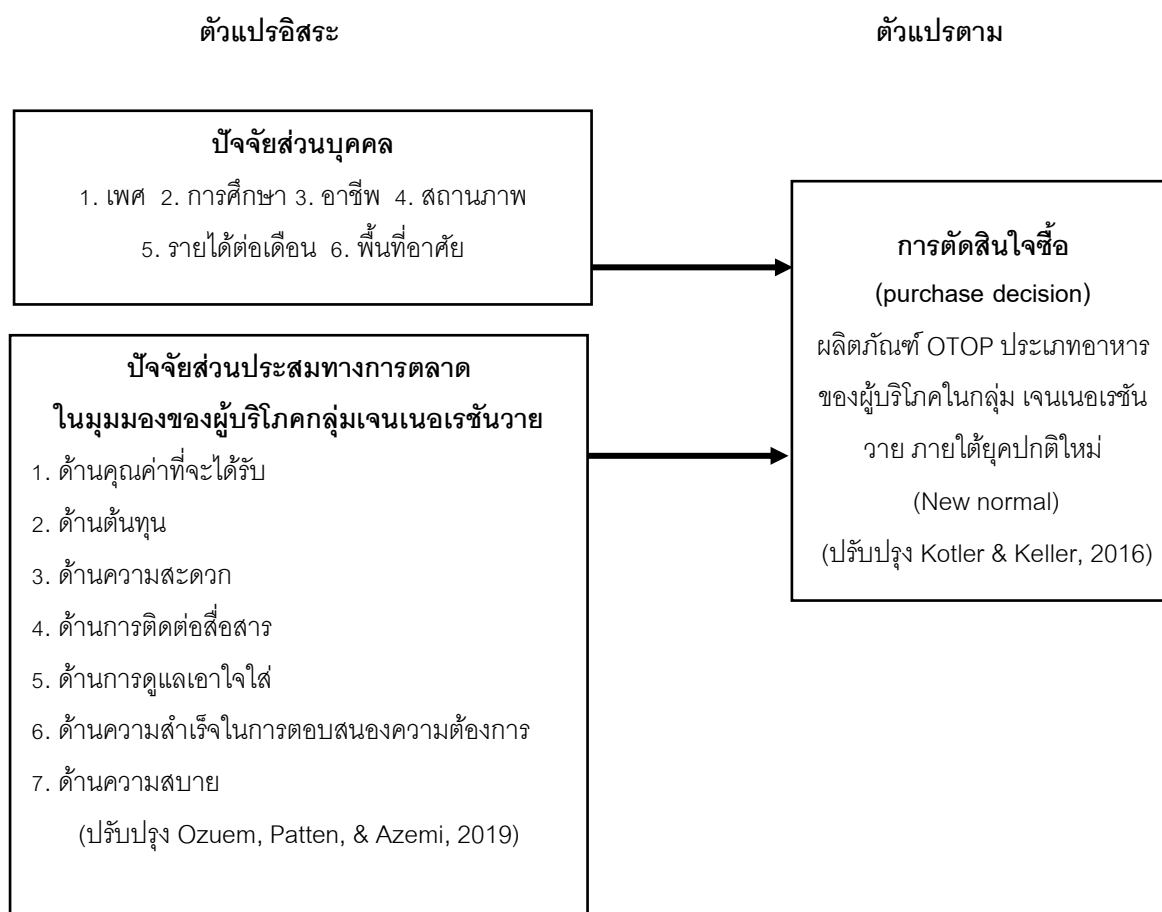 ตัวแปรอิสระ
ตัวแปรตาม
ปัจจัยส่วนบุคคล
1. เพศ 2. การศึกษา 3. อาชีพ 4. สถานภาพ
5. รายได้ต่อเดือน 6. พื้นที่อาศัย
ปัจจัยส่วนประสมทางการตลาด
ในมุมมองของผู้บริโภคกลุ่มเจนเนอเรชันวาย
1. ด้านคุณค่าที่จะได้รับ
2. ด้านต้นทุน
3. ด้านความสะดวก
4. ด้านการติดต่อสื่อสาร
5. ด้านการดูแลเอาใจใส่
6. ด้านความสำเร็จในการตอบสนองความต้องการ
7. ด้านความสบาย
(ปรับปรุง Ozuem, Patten, & Azemi, 2019)
การตัดสินใจซื้อ
(purchase decision)
ผลิตภัณฑ์ OTOP ประเภทอาหาร
ของผู้บริโภคในกลุ่ม เจนเนอเรชัน
วาย ภายใต้ยุคปกติใหม่
(New normal)
(ปรับปรุง Kotler & Keller, 2016)